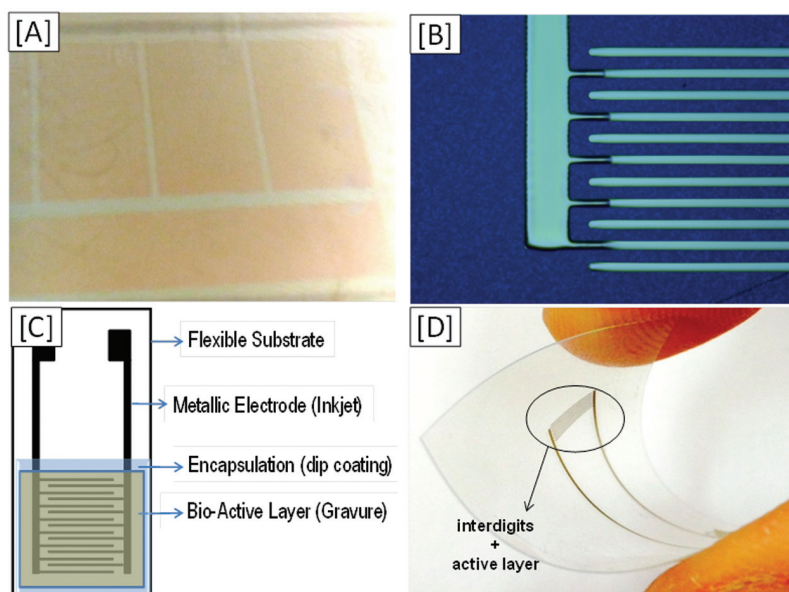 [A]
[B]
[C]
Flexible Substrate
Metallic Electrode (Inkjet)
Encapsulation (dip coating)
Bio-Active Layer (Gravure)
[D]
interdigits
+
active layer